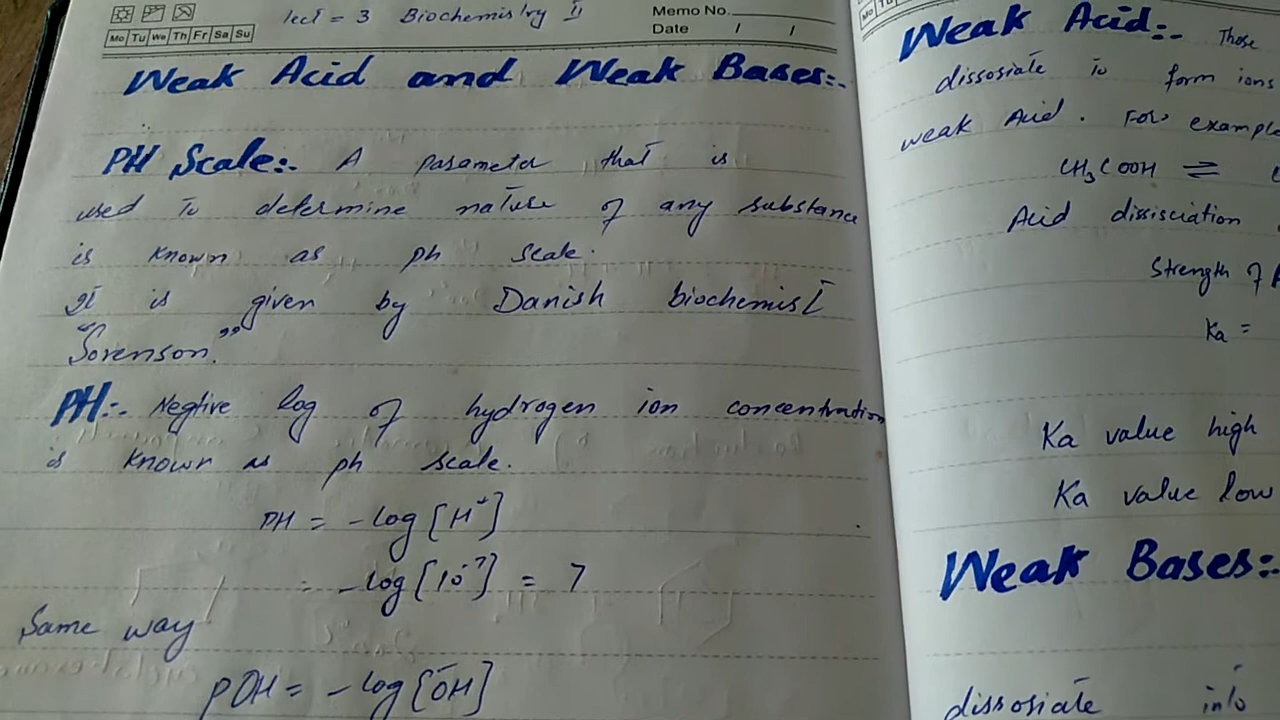 lect = 3 Biochemistry II
Memo No.
Mo Tu We Th Fr Sa Su
Date / /
Weak Acid and Weak Bases:-
PH Scale:- A parameter that is
used to determine nature of any substance
is known as ph scale.
It is given by Danish biochemist
"Sorenson."
PH:- Negtive log of hydrogen ion concentration
is known as ph scale.
PH = -log [H⁺]
= -log [10⁻⁷] = 7
Same way
pOH = -log [OH⁻]
Mo Tu
Weak Acid:- Those
dissosiate to form ions
weak Acid. For example
CH₃COOH ⇌
Acid dissisciation
Strength of
Ka =
Ka value high
Ka value low
Weak Bases:-
dissosiate into